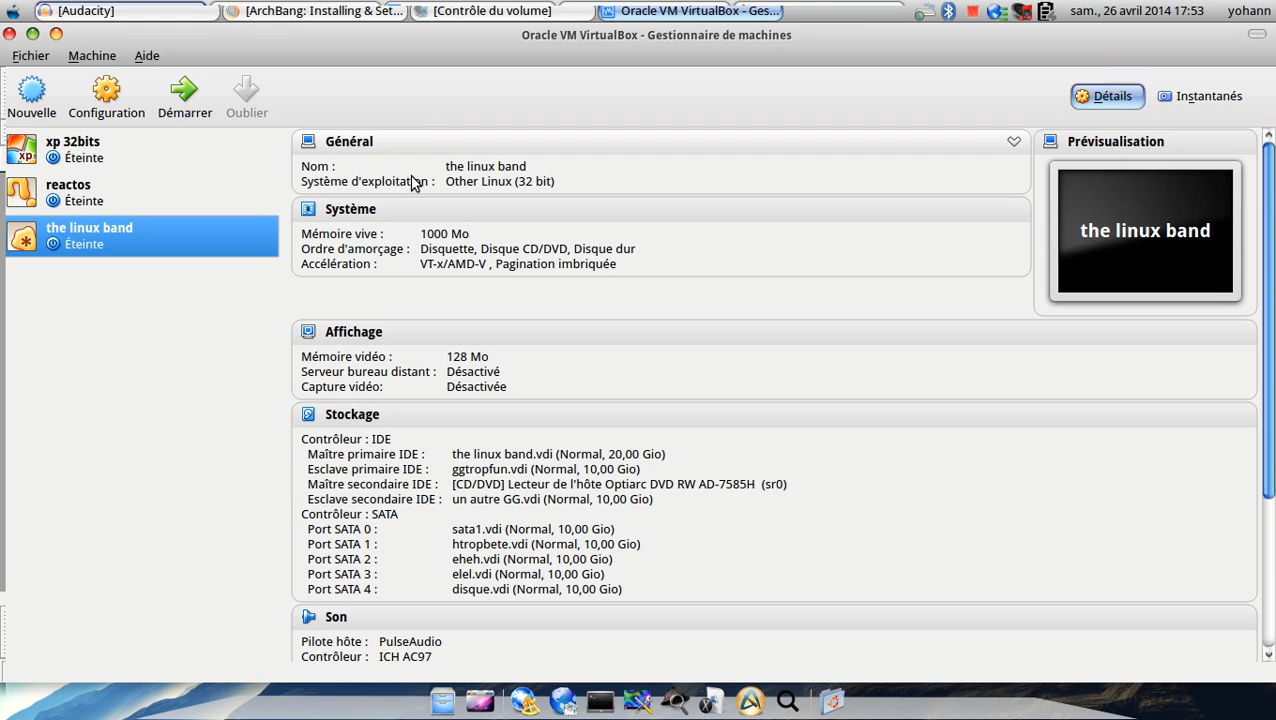 [Audacity] [ArchBang: Installing & Set... [Contrôle du volume] Oracle VM VirtualBox - Ges... sam., 26 avril 2014 17:53 yohann
Oracle VM VirtualBox - Gestionnaire de machines
Fichier Machine Aide
Nouvelle Configuration Démarrer Oublier Détails Instantanés
xp 32bits
Éteinte
reactos
Éteinte
the linux band
Éteinte
Général
Nom : the linux band
Système d'exploitation : Other Linux (32 bit)
Système
Mémoire vive : 1000 Mo
Ordre d'amorçage : Disquette, Disque CD/DVD, Disque dur
Accélération : VT-x/AMD-V , Pagination imbriquée
Prévisualisation
the linux band
Affichage
Mémoire vidéo : 128 Mo
Serveur bureau distant : Désactivé
Capture vidéo: Désactivée
Stockage
Contrôleur : IDE
Maître primaire IDE : the linux band.vdi (Normal, 20,00 Gio)
Esclave primaire IDE : ggtropfun.vdi (Normal, 10,00 Gio)
Maître secondaire IDE : [CD/DVD] Lecteur de l'hôte Optiarc DVD RW AD-7585H (sr0)
Esclave secondaire IDE : un autre GG.vdi (Normal, 10,00 Gio)
Contrôleur : SATA
Port SATA 0 : sata1.vdi (Normal, 10,00 Gio)
Port SATA 1 : htropbete.vdi (Normal, 10,00 Gio)
Port SATA 2 : eheh.vdi (Normal, 10,00 Gio)
Port SATA 3 : elel.vdi (Normal, 10,00 Gio)
Port SATA 4 : disque.vdi (Normal, 10,00 Gio)
Son
Pilote hôte : PulseAudio
Contrôleur : ICH AC97